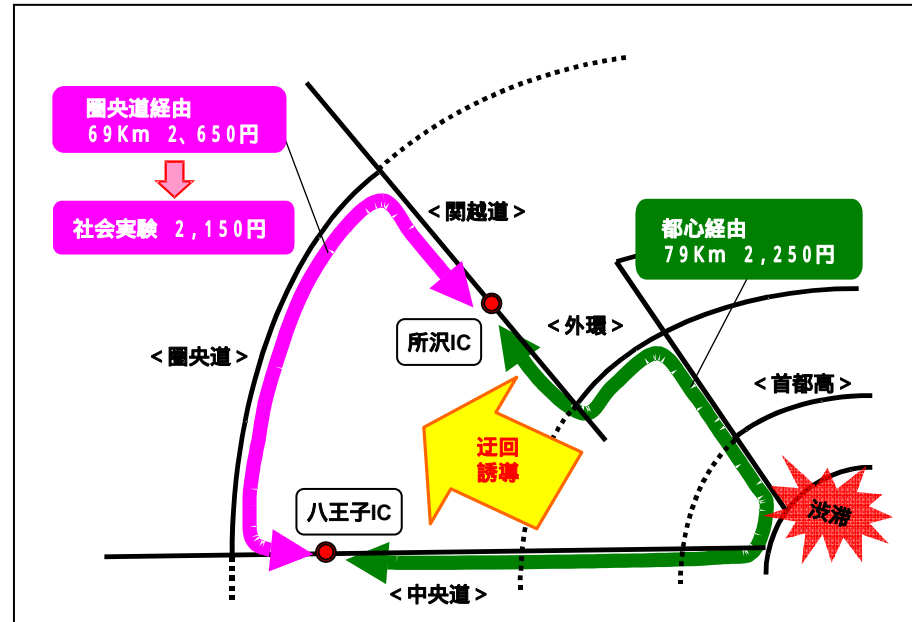 圏央道経由
69Km 2、650円
社会実験 2,150円
<関越道>
都心経由
79Km 2,250円
<外環>
所沢IC
<圏央道>
<首都高>
迂回
誘導
八王子IC
渋滞
<中央道>